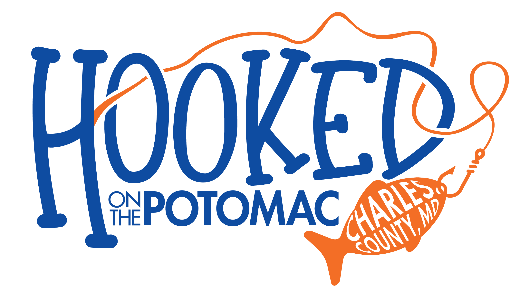 HOOKED
ON THE POTOMAC
CHARLES
COUNTY, MD